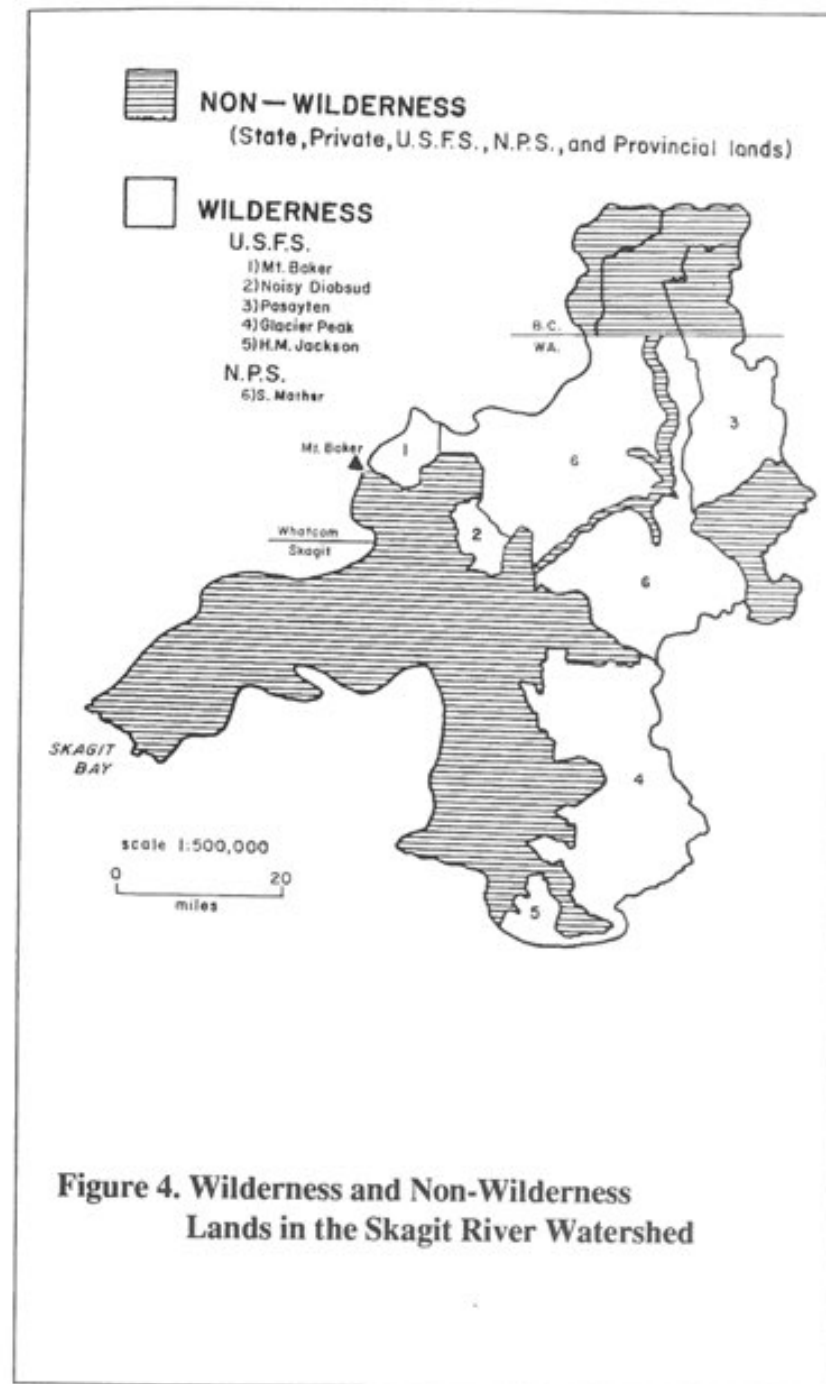 NON—WILDERNESS
(State, Private, U.S.F.S., N.P.S., and Provincial lands)
WILDERNESS
U.S.F.S.
1) Mt. Baker
2) Noisy Diobsud
3) Pasayten
4) Glacier Peak
5) H.M. Jackson
N.P.S.
6) S. Mather
B.C.
WA.
3
Mt. Baker
1
6
Whatcom
Skagit
2
6
SKAGIT
BAY
4
scale 1:500,000
0 20
miles
5
Figure 4. Wilderness and Non-Wilderness
Lands in the Skagit River Watershed